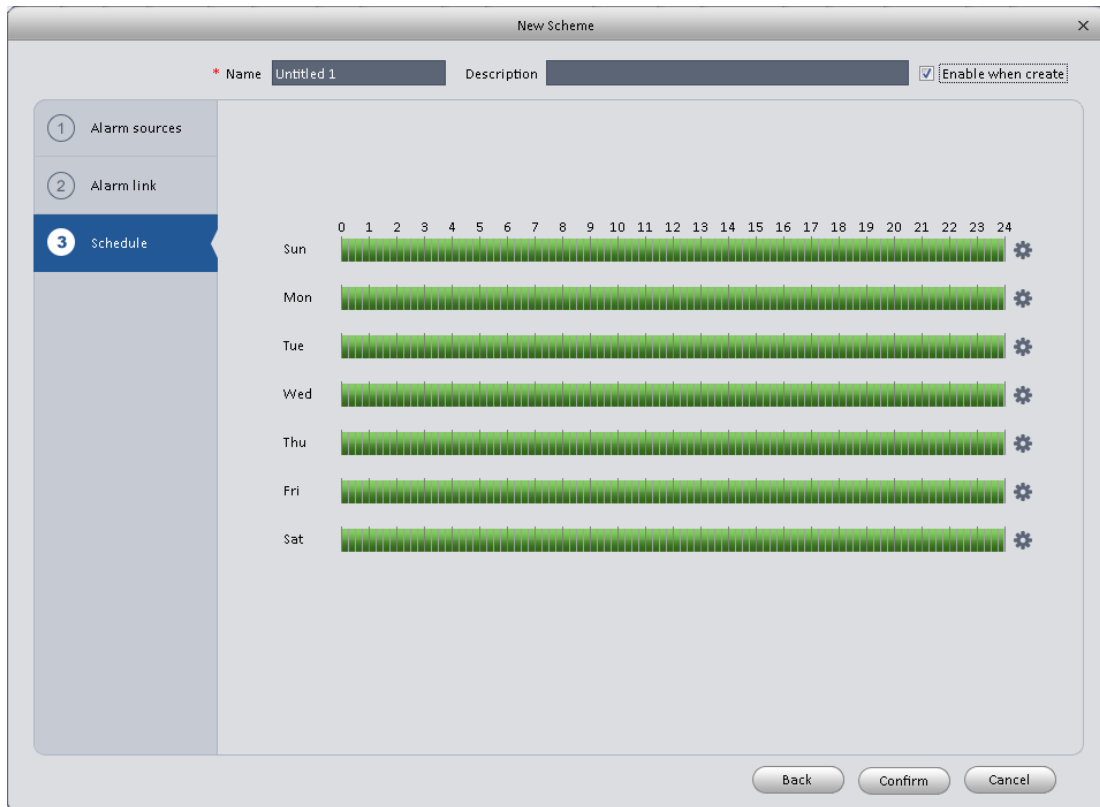 New Scheme
* Name Untitled 1 Description Enable when create
1 Alarm sources
2 Alarm link
3 Schedule
0 1 2 3 4 5 6 7 8 9 10 11 12 13 14 15 16 17 18 19 20 21 22 23 24
Sun
Mon
Tue
Wed
Thu
Fri
Sat
Back Confirm Cancel